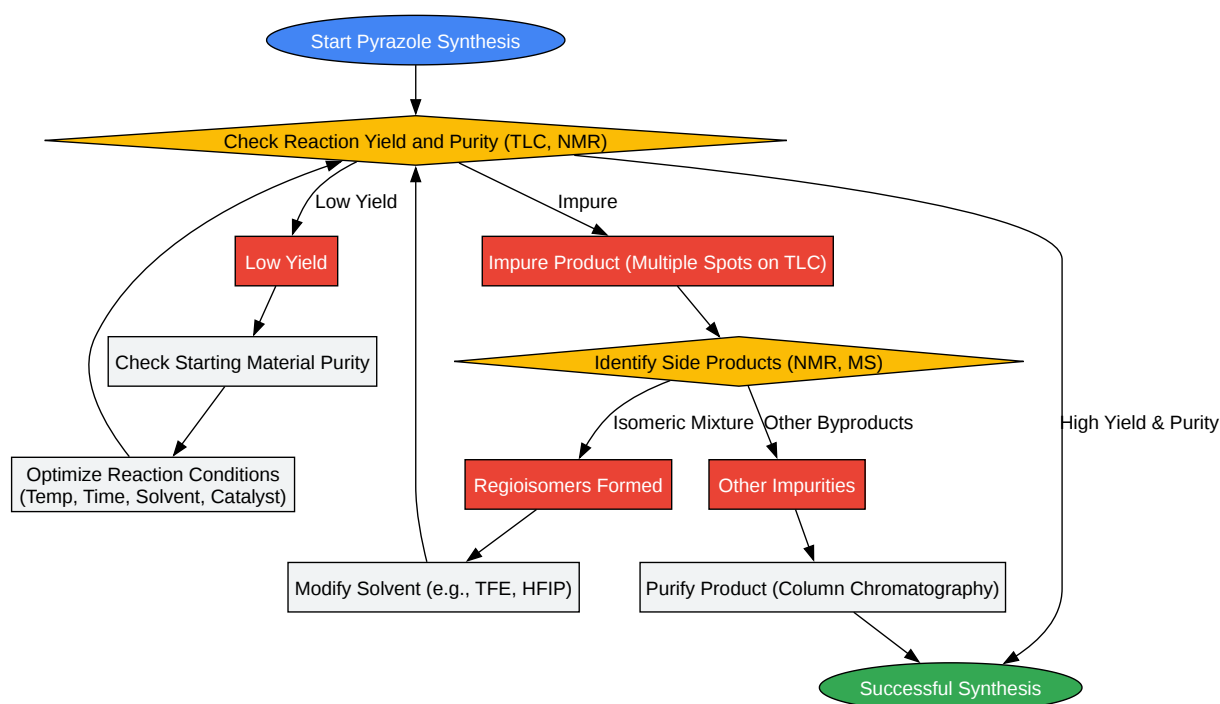 Start Pyrazole Synthesis
Check Reaction Yield and Purity (TLC, NMR)
Low Yield
Impure
Low Yield
Impure Product (Multiple Spots on TLC)
Check Starting Material Purity
Identify Side Products (NMR, MS)
Isomeric Mixture
Other Byproducts
High Yield & Purity
Optimize Reaction Conditions
(Temp, Time, Solvent, Catalyst)
Regioisomers Formed
Other Impurities
Modify Solvent (e.g., TFE, HFIP)
Purify Product (Column Chromatography)
Successful Synthesis